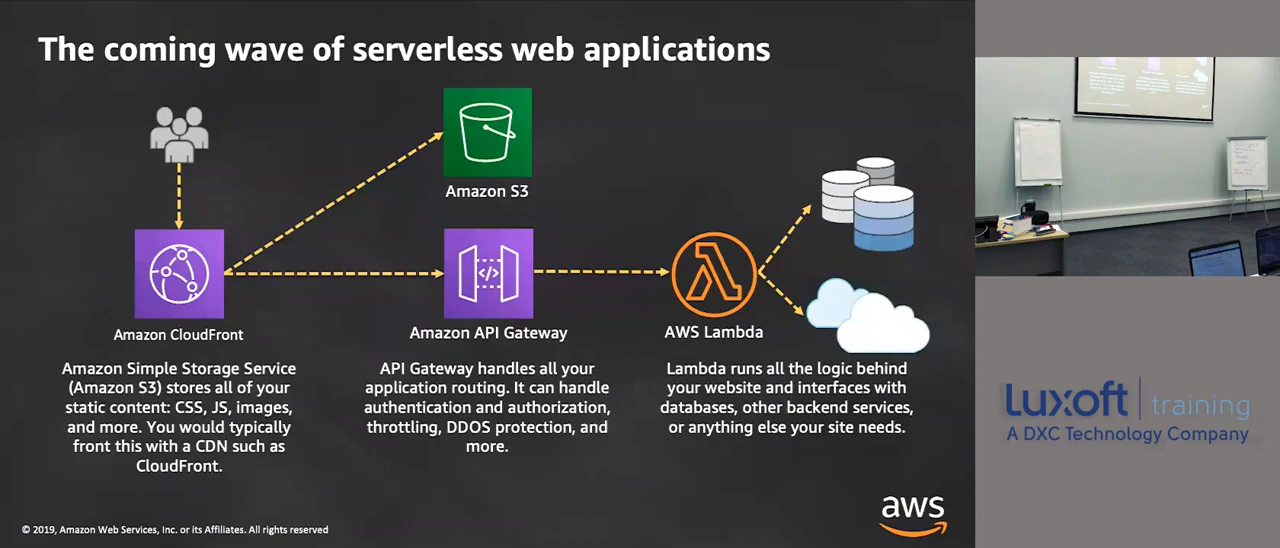 The coming wave of serverless web applications
Amazon S3
Amazon CloudFront
Amazon API Gateway
AWS Lambda
Amazon Simple Storage Service
(Amazon S3) stores all of your
static content: CSS, JS, images,
and more. You would typically
front this with a CDN such as
CloudFront.
API Gateway handles all your
application routing. It can handle
authentication and authorization,
throttling, DDOS protection, and
more.
Lambda runs all the logic behind
your website and interfaces with
databases, other backend services,
or anything else your site needs.
© 2019, Amazon Web Services, Inc. or its Affiliates. All rights reserved
aws
Luxoft training
A DXC Technology Company